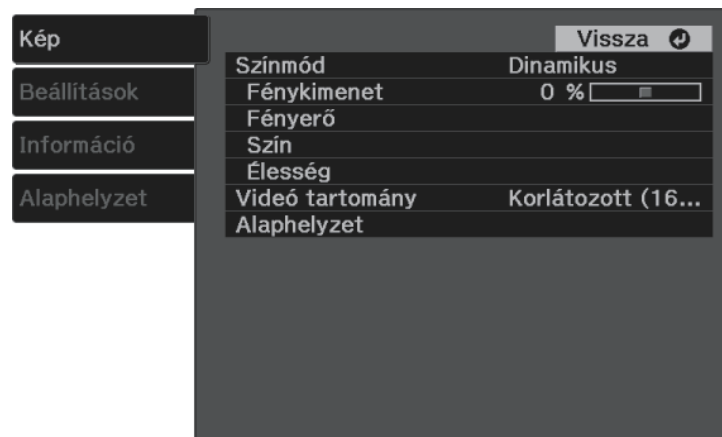 Kép
Beállítások
Információ
Alaphelyzet
Vissza
Színmód Dinamikus
Fénykimenet 0 %
Fényerő
Szín
Élesség
Videó tartomány Korlátozott (16...
Alaphelyzet